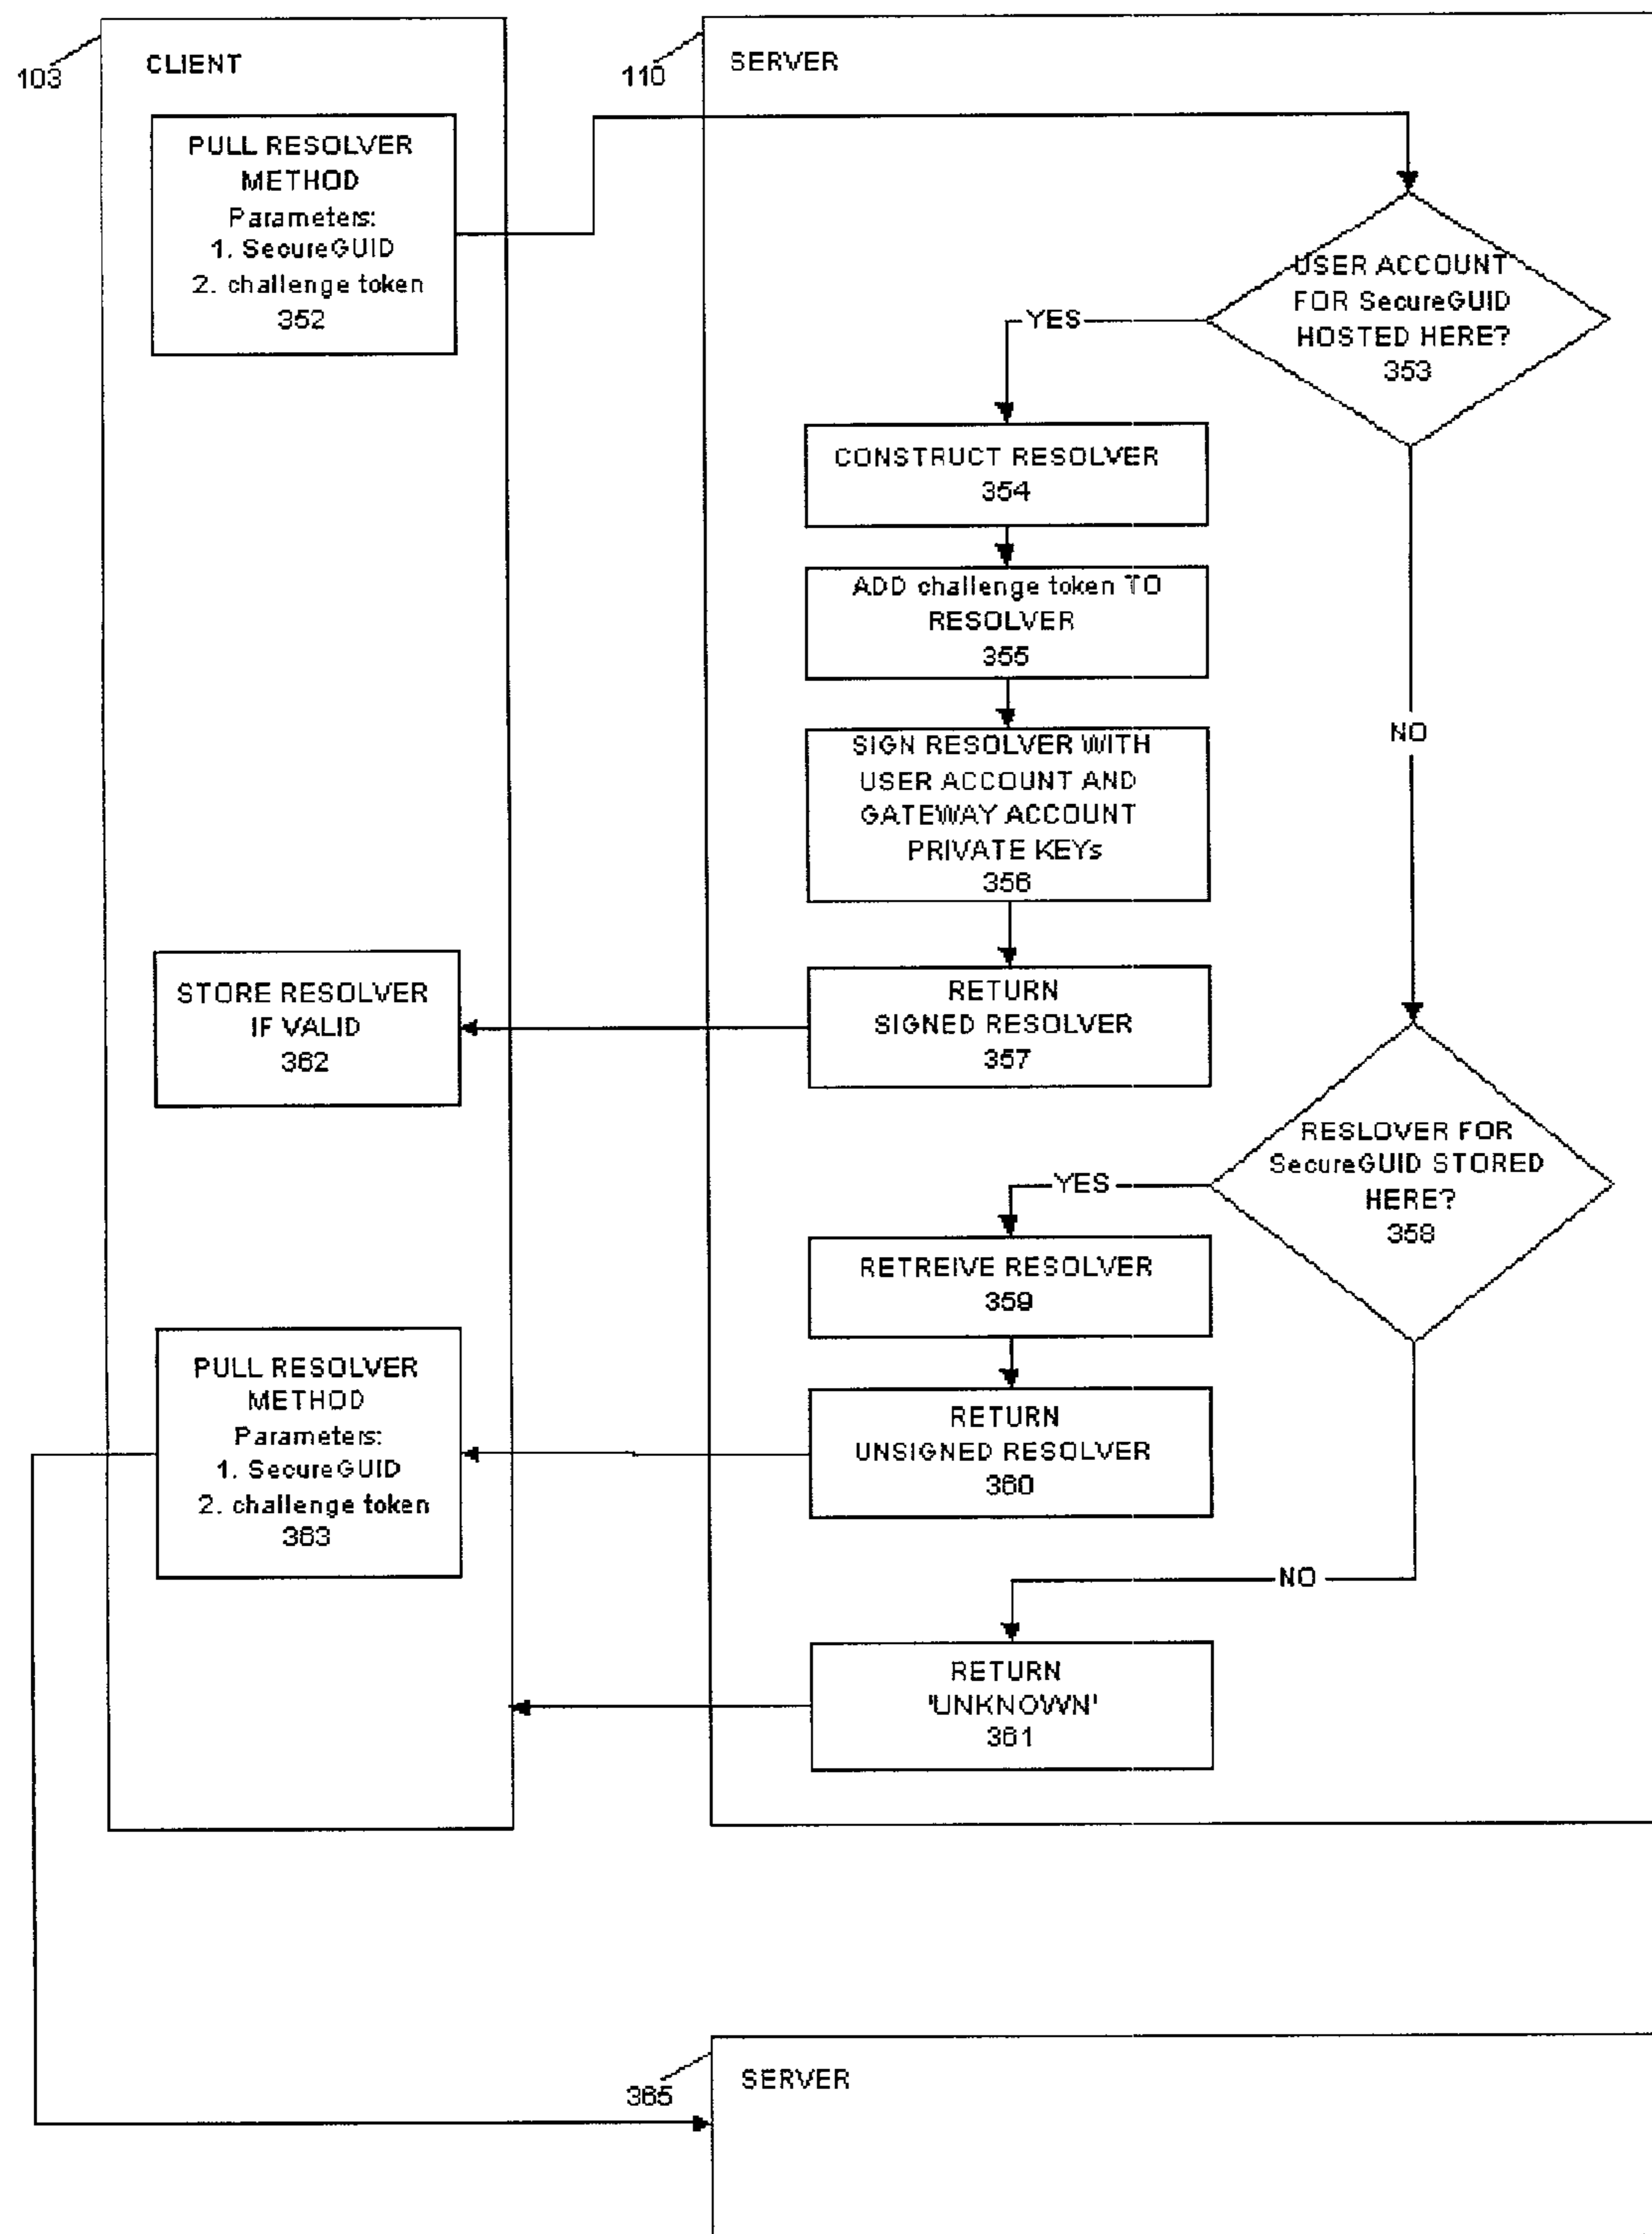 103
CLIENT
PULL RESOLVER
METHOD
Parameters:
1. SecureGUID
2. challenge token
352
110
SERVER
USER ACCOUNT
FOR SecureGUID
HOSTED HERE?
353
YES
CONSTRUCT RESOLVER
354
ADD challenge token TO
RESOLVER
355
SIGN RESOLVER WITH
USER ACCOUNT AND
GATEWAY ACCOUNT
PRIVATE KEYs
356
NO
STORE RESOLVER
IF VALID
362
RETURN
SIGNED RESOLVER
357
RESLOVER FOR
SecureGUID STORED
HERE?
358
YES
RETREIVE RESOLVER
359
PULL RESOLVER
METHOD
Parameters:
1. SecureGUID
2. challenge token
363
RETURN
UNSIGNED RESOLVER
360
NO
RETURN
'UNKNOWN'
361
365
SERVER